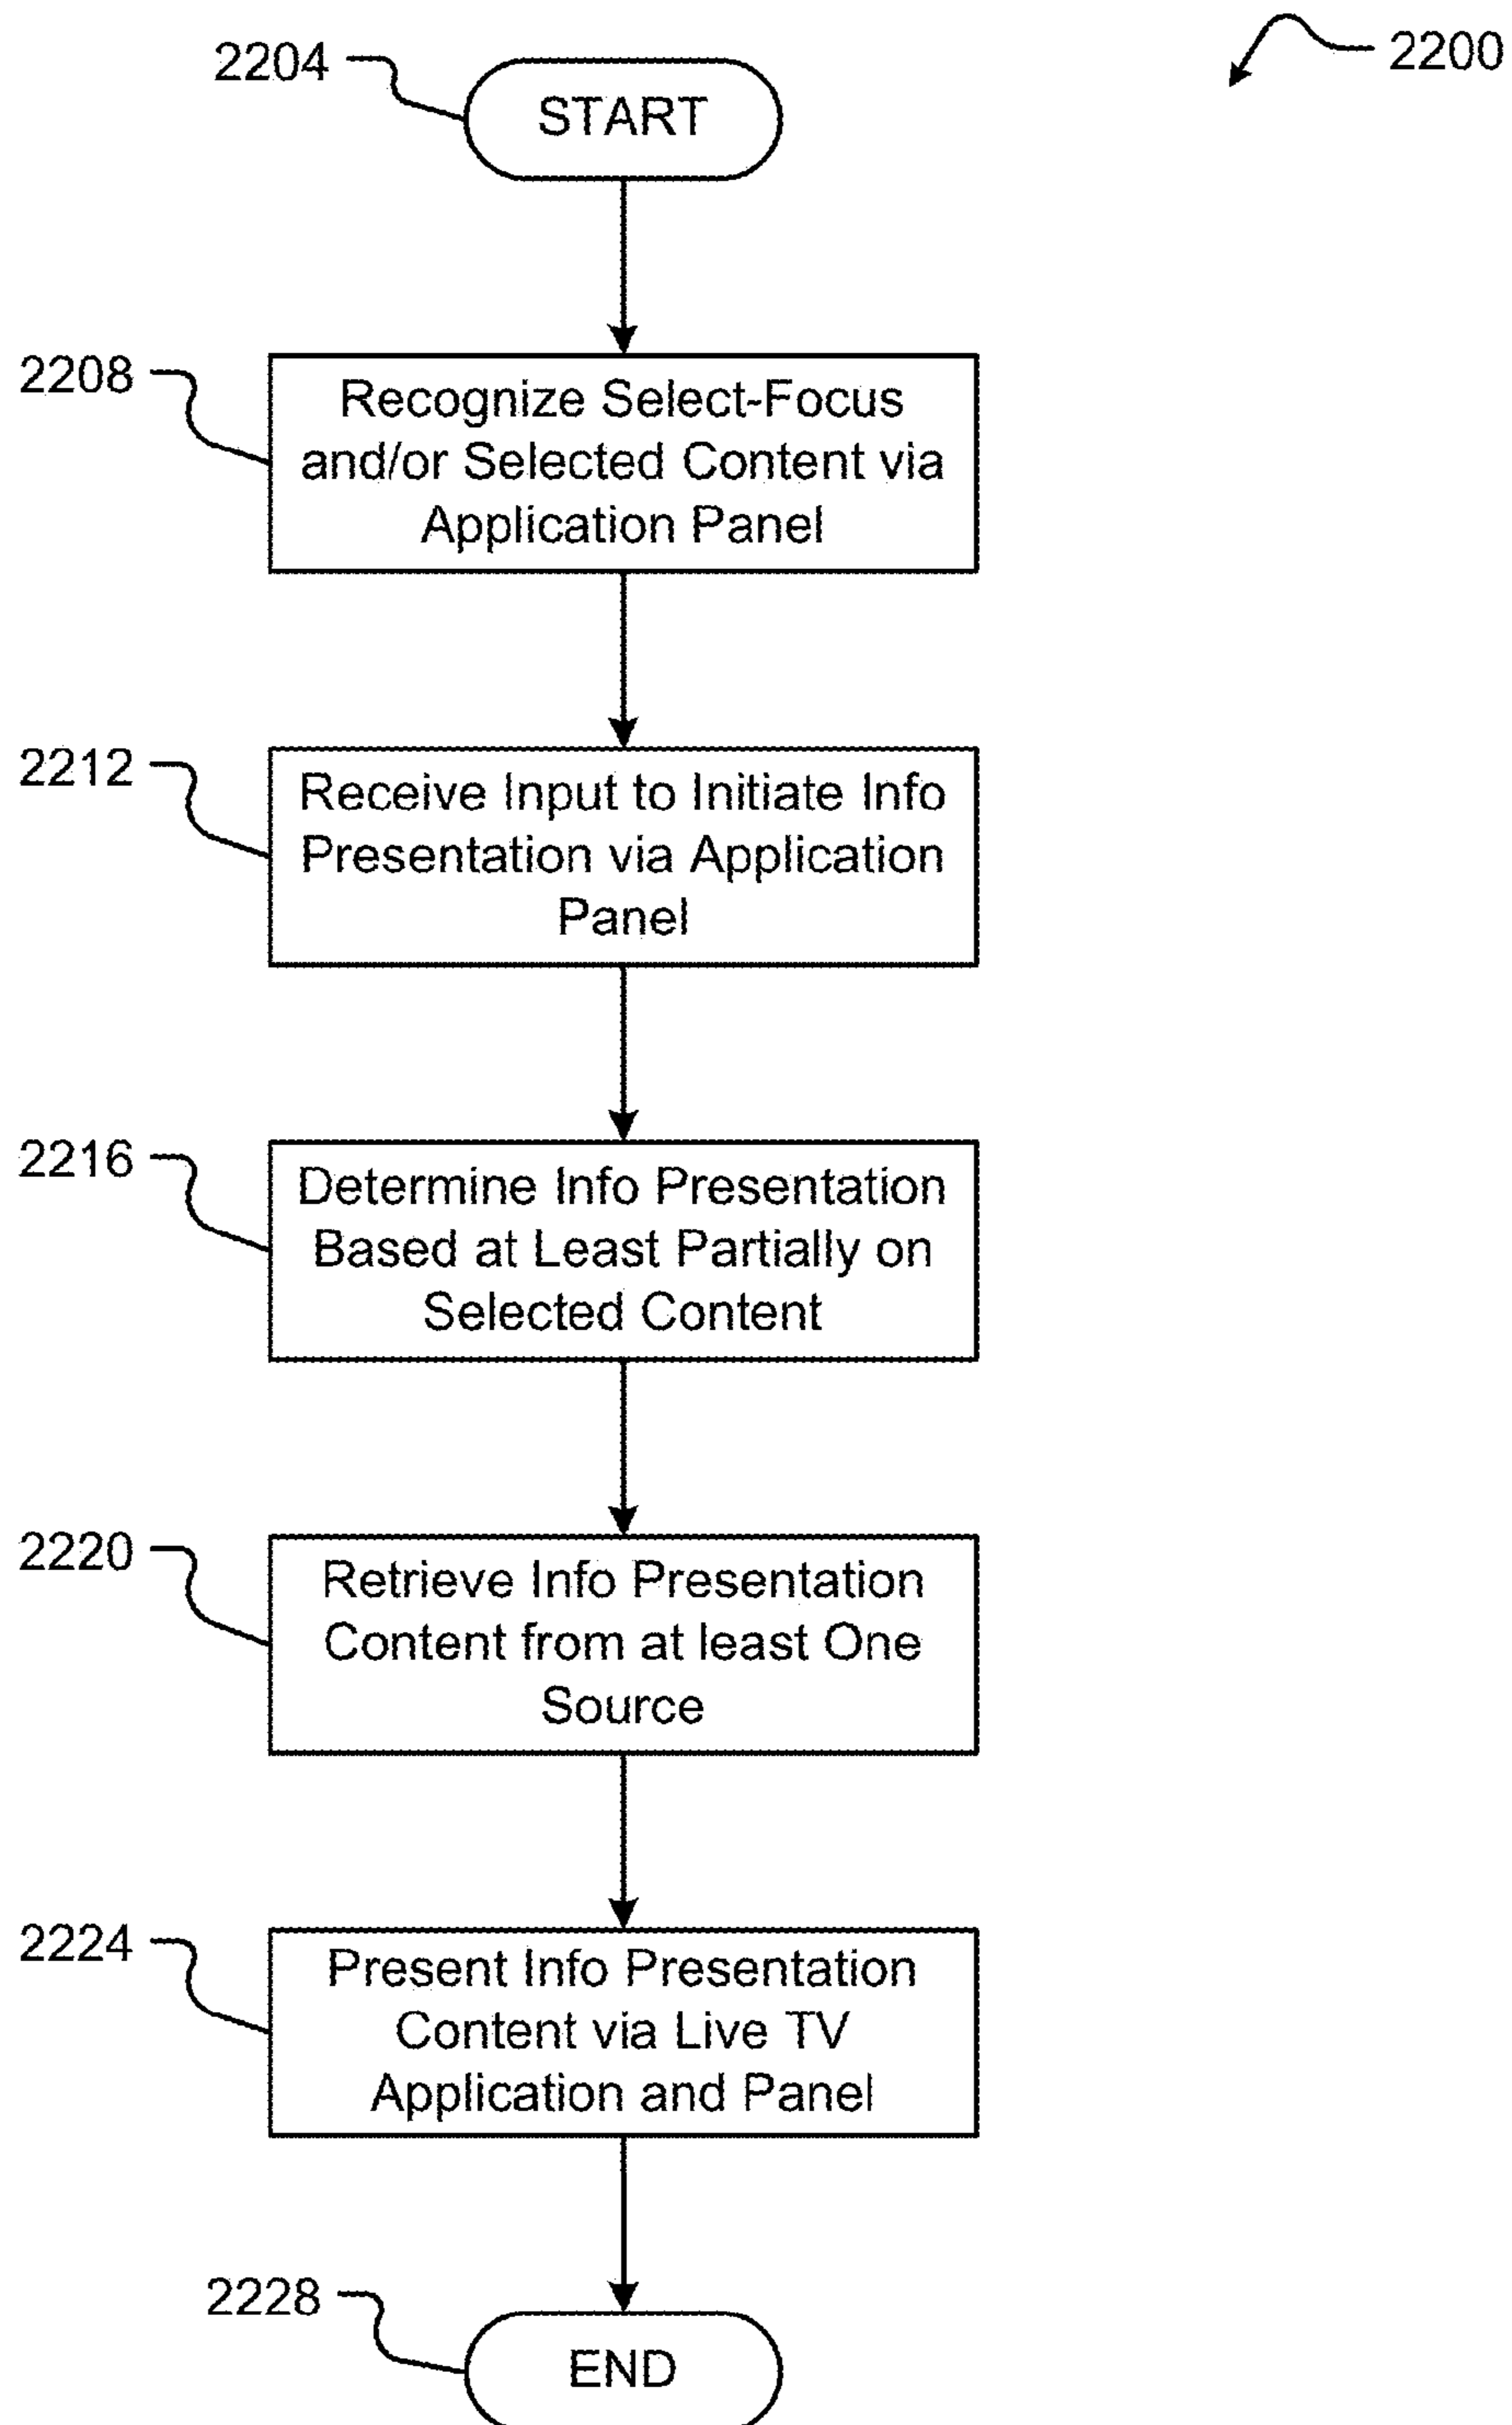 2200
2204
START
2208
Recognize Select-Focus
and/or Selected Content via
Application Panel
2212
Receive Input to Initiate Info
Presentation via Application
Panel
2216
Determine Info Presentation
Based at Least Partially on
Selected Content
2220
Retrieve Info Presentation
Content from at least One
Source
2224
Present Info Presentation
Content via Live TV
Application and Panel
2228
END